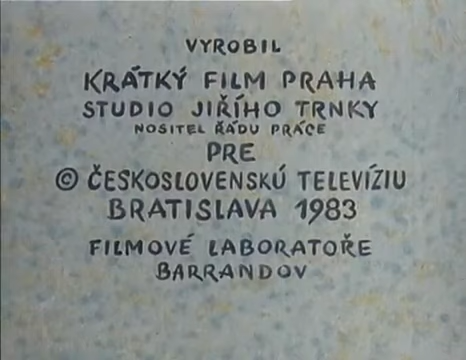 VYROBIL
KRÁTKÝ FILM PRAHA
STUDIO JIŘÍHO TRNKY
NOSITEL ŘÁDU PRÁCE
PRE
© ČESKOSLOVENSKÚ TELEVÍZIU
BRATISLAVA 1983
FILMOVÉ LABORATOŘE
BARRANDOV